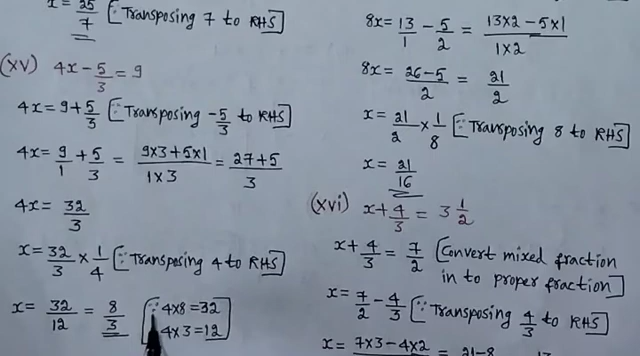 x = 25/7 [∵ Transposing 7 to RHS]
(xv) 4x - 5/3 = 9
4x = 9 + 5/3 [∵ Transposing -5/3 to RHS]
4x = 9/1 + 5/3 = (9×3+5×1)/(1×3) = (27+5)/3
4x = 32/3
x = 32/3 × 1/4 [∵ Transposing 4 to RHS]
x = 32/12 = 8/3 [∵ 4×8=32
4×3=12]
8x = 13/1 - 5/2 = (13×2-5×1)/(1×2)
8x = (26-5)/2 = 21/2
x = 21/2 × 1/8 [∵ Transposing 8 to RHS]
x = 21/16
(xvi) x + 4/3 = 3 1/2
x + 4/3 = 7/2 [Convert mixed fraction
in to proper fraction]
x = 7/2 - 4/3 [∵ Transposing 4/3 to RHS]
x = 7×3-4×2 = 21-8 = 13